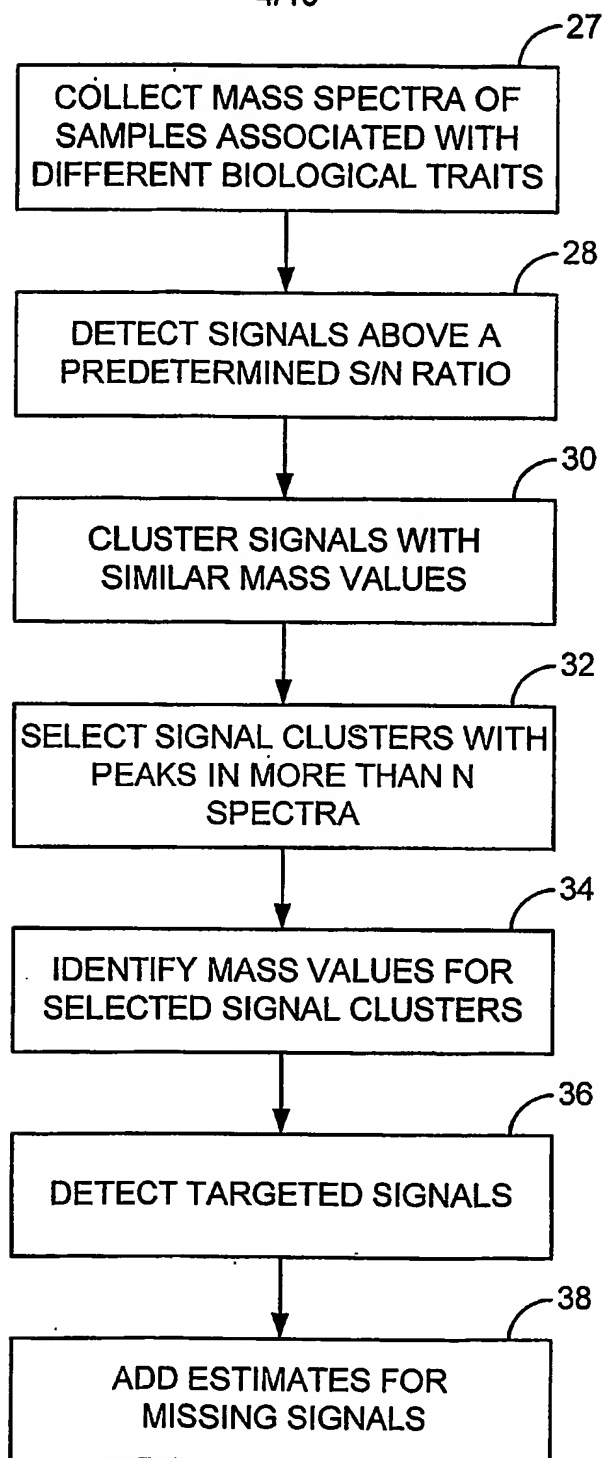 27
COLLECT MASS SPECTRA OF
SAMPLES ASSOCIATED WITH
DIFFERENT BIOLOGICAL TRAITS
28
DETECT SIGNALS ABOVE A
PREDETERMINED S/N RATIO
30
CLUSTER SIGNALS WITH
SIMILAR MASS VALUES
32
SELECT SIGNAL CLUSTERS WITH
PEAKS IN MORE THAN N
SPECTRA
34
IDENTIFY MASS VALUES FOR
SELECTED SIGNAL CLUSTERS
36
DETECT TARGETED SIGNALS
38
ADD ESTIMATES FOR
MISSING SIGNALS